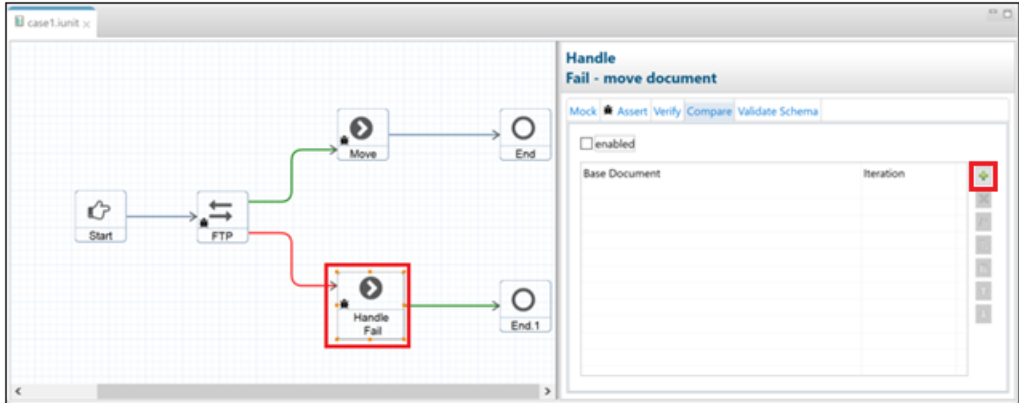 case1.iunit
Handle
Fail - move document
Mock Assert Verify Compare Validate Schema
enabled
Base Document Iteration
Move
End
Start
FTP
Handle
Fail
End.1